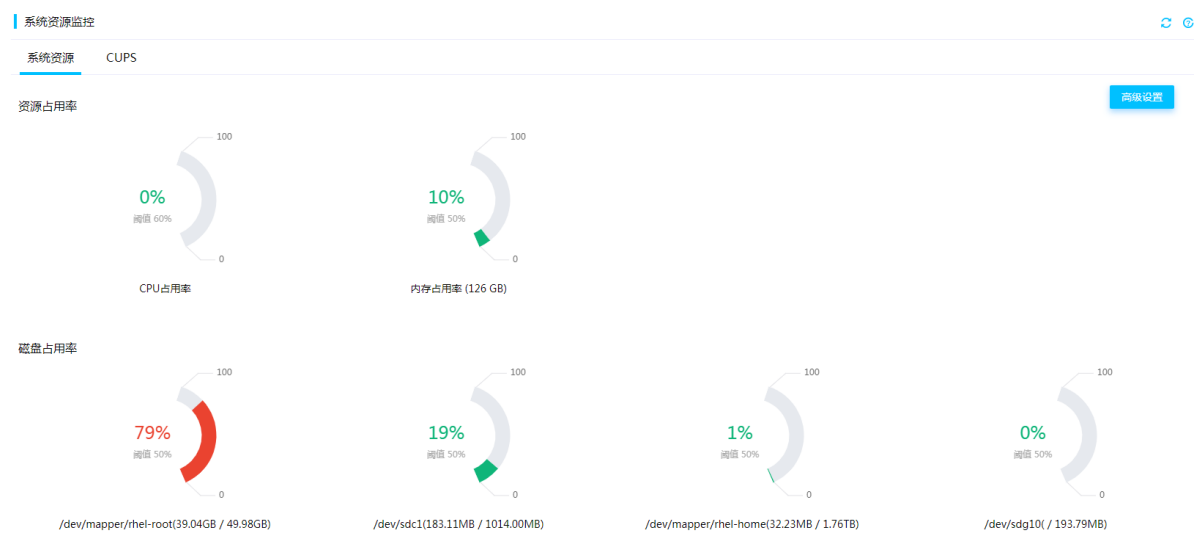 系统资源监控
系统资源 CUPS
高级设置
资源占用率
100
0%
阈值 60%
0
CPU占用率
100
10%
阈值 50%
0
内存占用率 (126 GB)
磁盘占用率
100
79%
阈值 50%
0
/dev/mapper/rhel-root(39.04GB / 49.98GB)
100
19%
阈值 50%
0
/dev/sdc1(183.11MB / 1014.00MB)
100
1%
阈值 50%
0
/dev/mapper/rhel-home(32.23MB / 1.76TB)
100
0%
阈值 50%
0
/dev/sdg10( / 193.79MB)